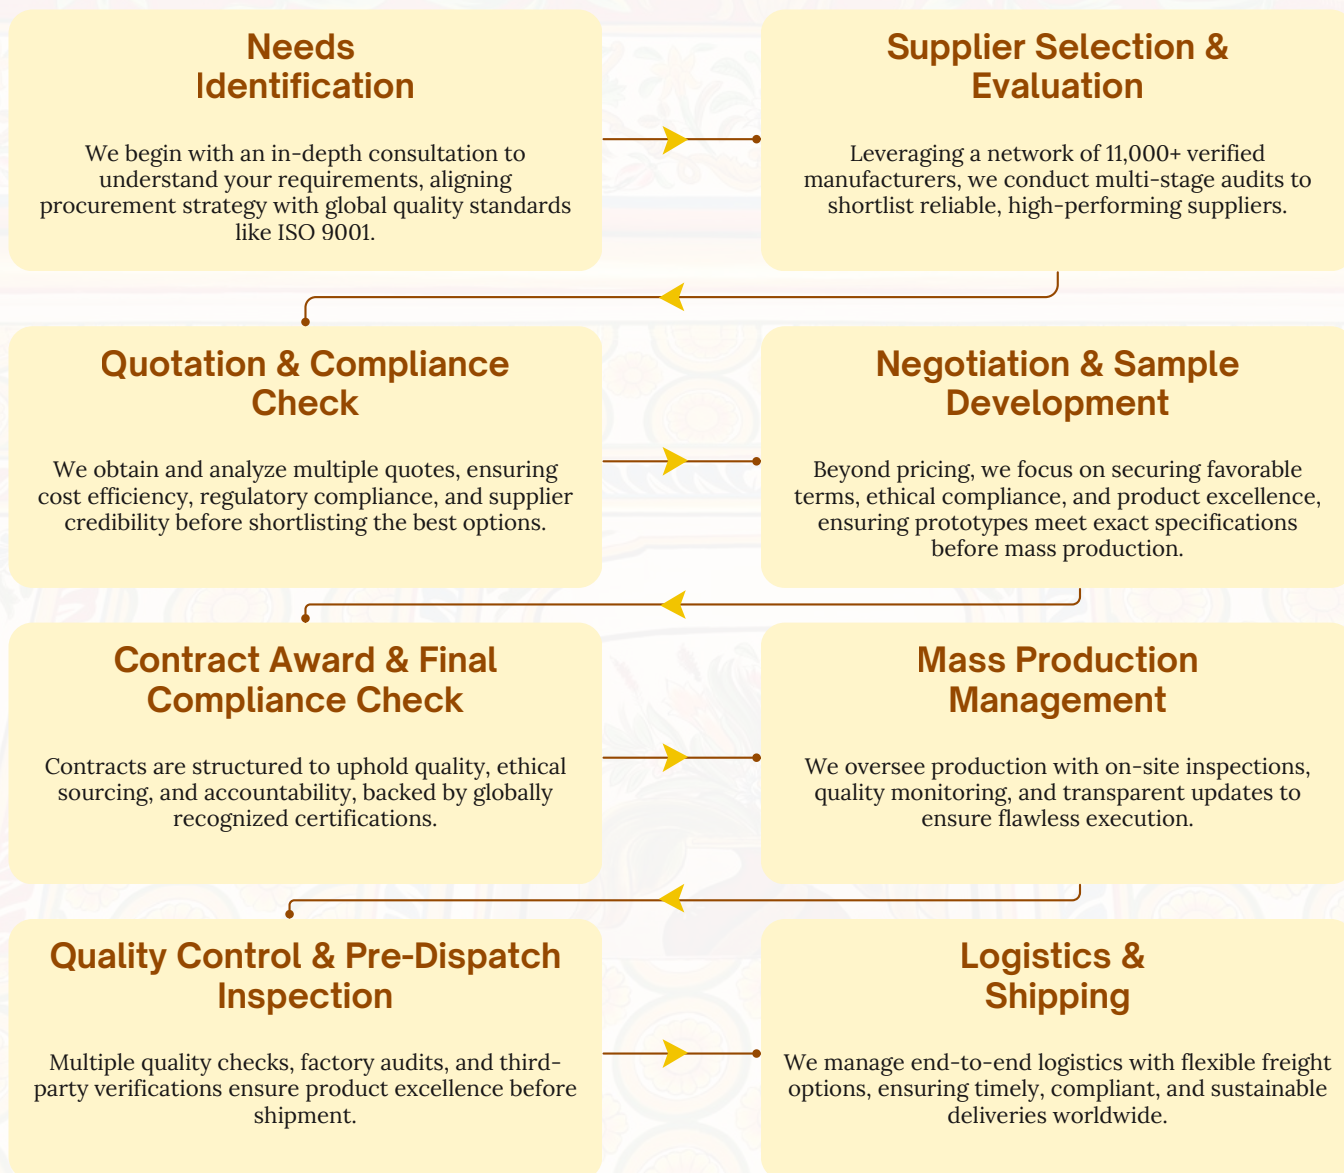 Needs
Identification
We begin with an in-depth consultation to
understand your requirements, aligning
procurement strategy with global quality standards
like ISO 9001.
Supplier Selection &
Evaluation
Leveraging a network of 11,000+ verified
manufacturers, we conduct multi-stage audits to
shortlist reliable, high-performing suppliers.
Quotation & Compliance
Check
We obtain and analyze multiple quotes, ensuring
cost efficiency, regulatory compliance, and supplier
credibility before shortlisting the best options.
Negotiation & Sample
Development
Beyond pricing, we focus on securing favorable
terms, ethical compliance, and product excellence,
ensuring prototypes meet exact specifications
before mass production.
Contract Award & Final
Compliance Check
Contracts are structured to uphold quality, ethical
sourcing, and accountability, backed by globally
recognized certifications.
Mass Production
Management
We oversee production with on-site inspections,
quality monitoring, and transparent updates to
ensure flawless execution.
Quality Control & Pre-Dispatch
Inspection
Multiple quality checks, factory audits, and third-
party verifications ensure product excellence before
shipment.
Logistics &
Shipping
We manage end-to-end logistics with flexible freight
options, ensuring timely, compliant, and sustainable
deliveries worldwide.